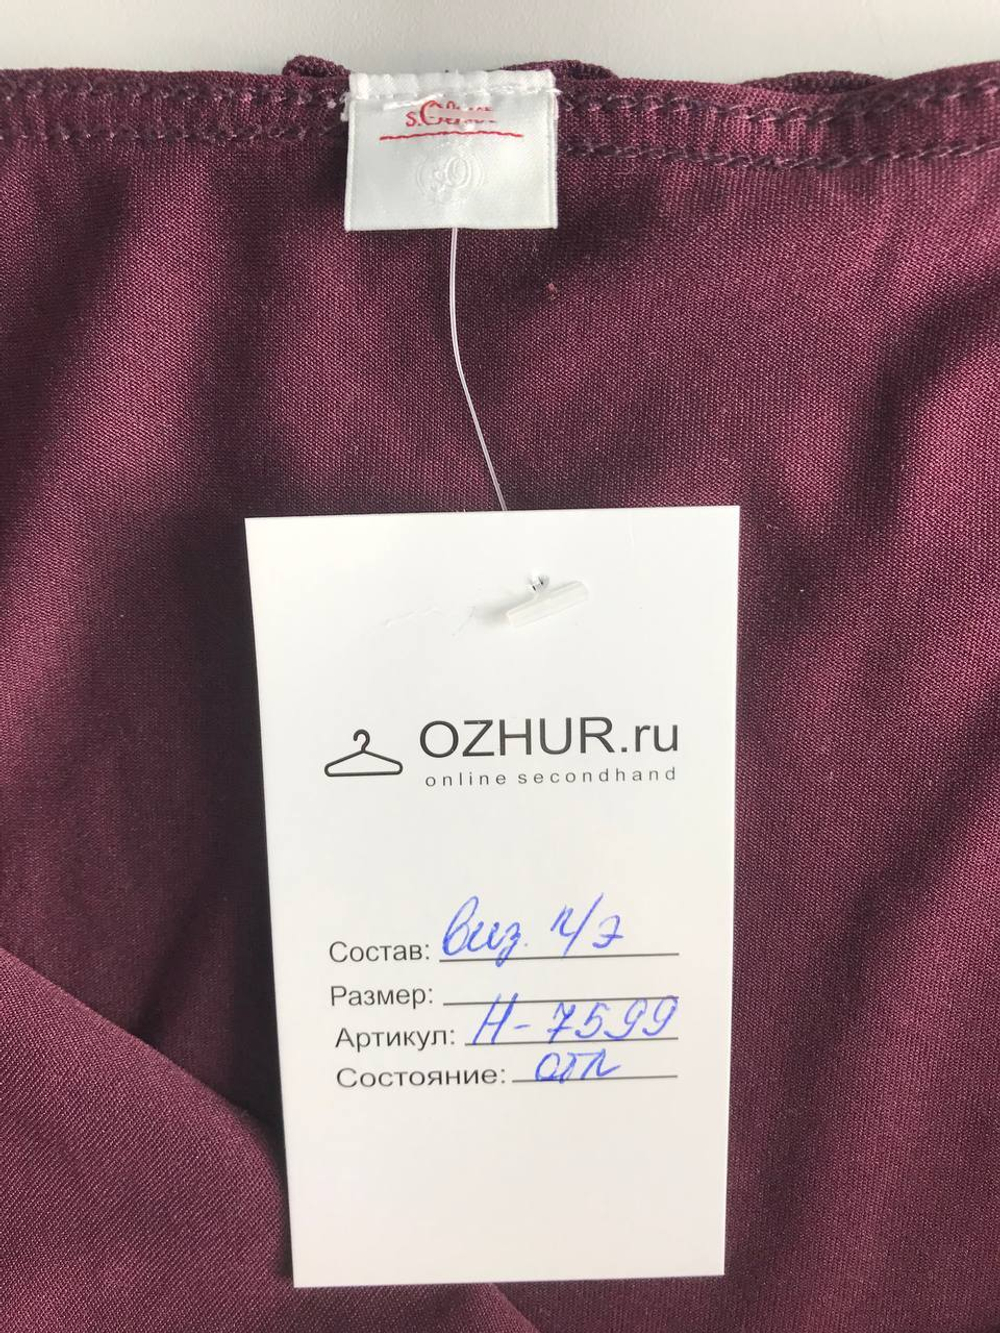 OZHUR.ru
online secondhand
Состав: виз. п/э
Размер:
Артикул: Н-7599
Состояние: отл